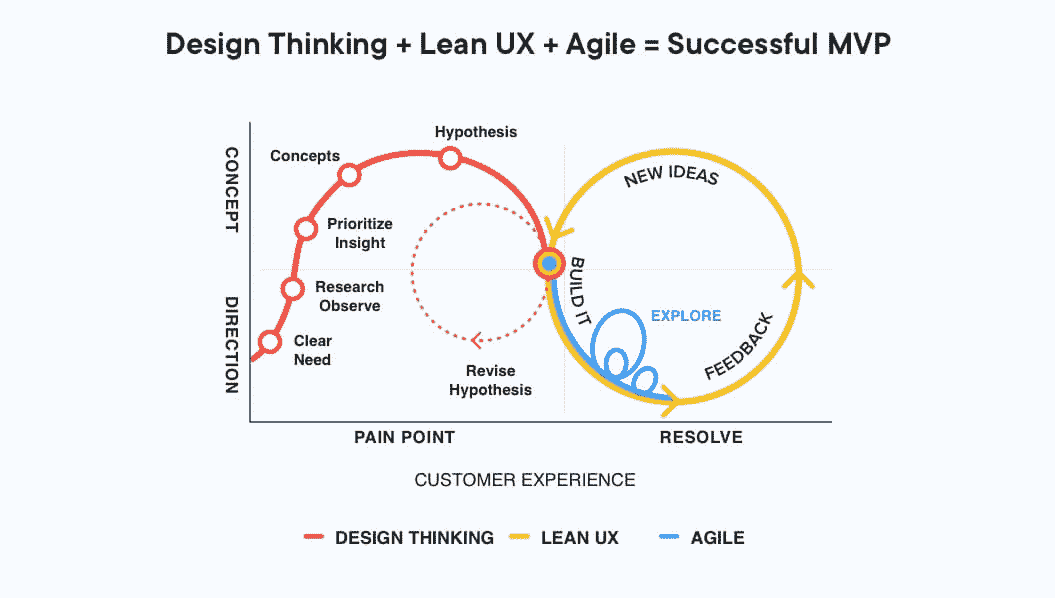 Design Thinking + Lean UX + Agile = Successful MVP
Hypothesis
Concepts
CONCEPT
NEW IDEAS
Prioritize
Insight
BUILD IT
Research
Observe
DIRECTION
EXPLORE
FEEDBACK
Clear
Need
Revise
Hypothesis
PAIN POINT
RESOLVE
CUSTOMER EXPERIENCE
DESIGN THINKING
LEAN UX
AGILE